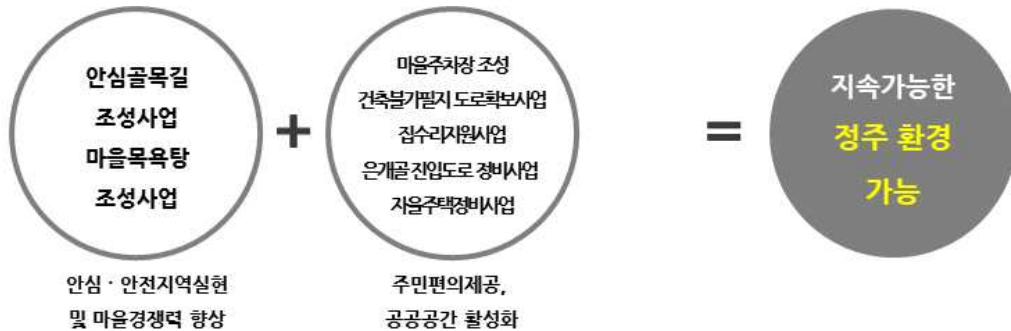 안심골목길
조성사업
마을목욕탕
조성사업
+
마을주차장 조성
건축불가필지 도로확보사업
집수리지원사업
은개골 진입도로 정비사업
자율주택정비사업
=
지속가능한
정주 환경
가능
안심 · 안전지역실현
및 마을경쟁력 향상
주민편의제공,
공공공간 활성화